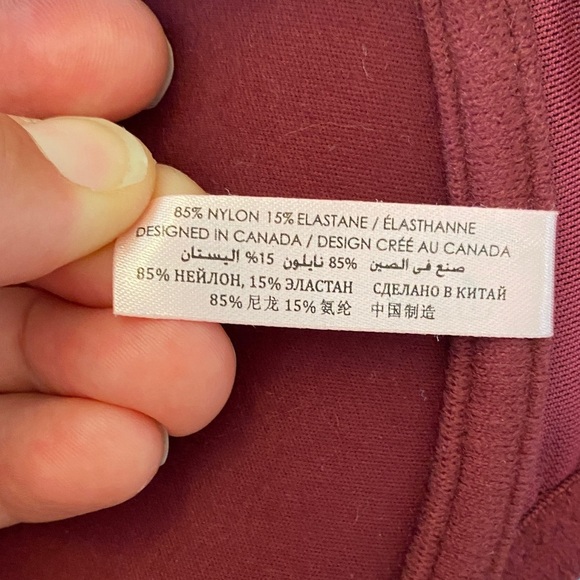 85% NYLON 15% ELASTANE / ÉLASTHANNE
DESIGNED IN CANADA / DESIGN CRÉÉ AU CANADA
صنع في الصين 85% نايلون 15% اليستان
85% НЕЙЛОН, 15% ЭЛАСТАН СДЕЛАНО В КИТАЙ
85% 尼龙 15% 氨纶 中国制造